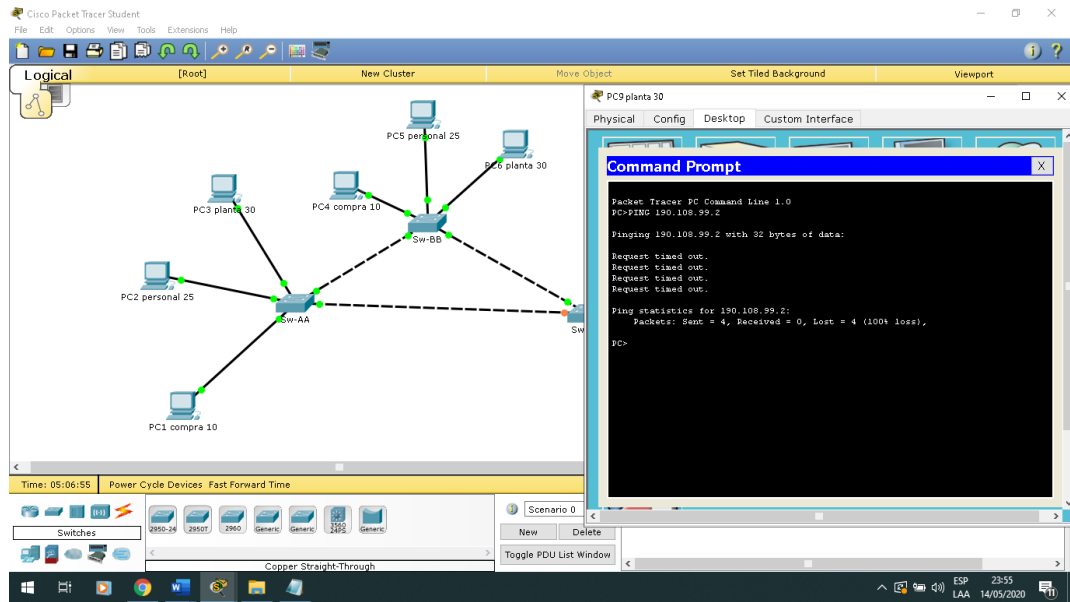 Cisco Packet Tracer Student
File Edit Options View Tools Extensions Help
Logical [Root] New Cluster Move Object Set Tiled Background Viewport
PC9 planta 30
Physical Config Desktop Custom Interface
Command Prompt X
Packet Tracer PC Command Line 1.0
PC>PING 190.108.99.2
Pinging 190.108.99.2 with 32 bytes of data:
Request timed out.
Request timed out.
Request timed out.
Request timed out.
Ping statistics for 190.108.99.2:
Packets: Sent = 4, Received = 0, Lost = 4 (100% loss),
PC>
PC5 personal 25
PC6 planta 30
PC4 compra 10
PC3 planta 30
Sw-BB
PC2 personal 25
Sw-AA
Sw
PC1 compra 10
Time: 05:06:55 Power Cycle Devices Fast Forward Time
Switches
2950-24 2950T 2960 Generic Generic 3560 24PS Generic
Copper Straight-Through
Scenario 0
New Delete
Toggle PDU List Window
ESP 23:55
LAA 14/05/2020
11